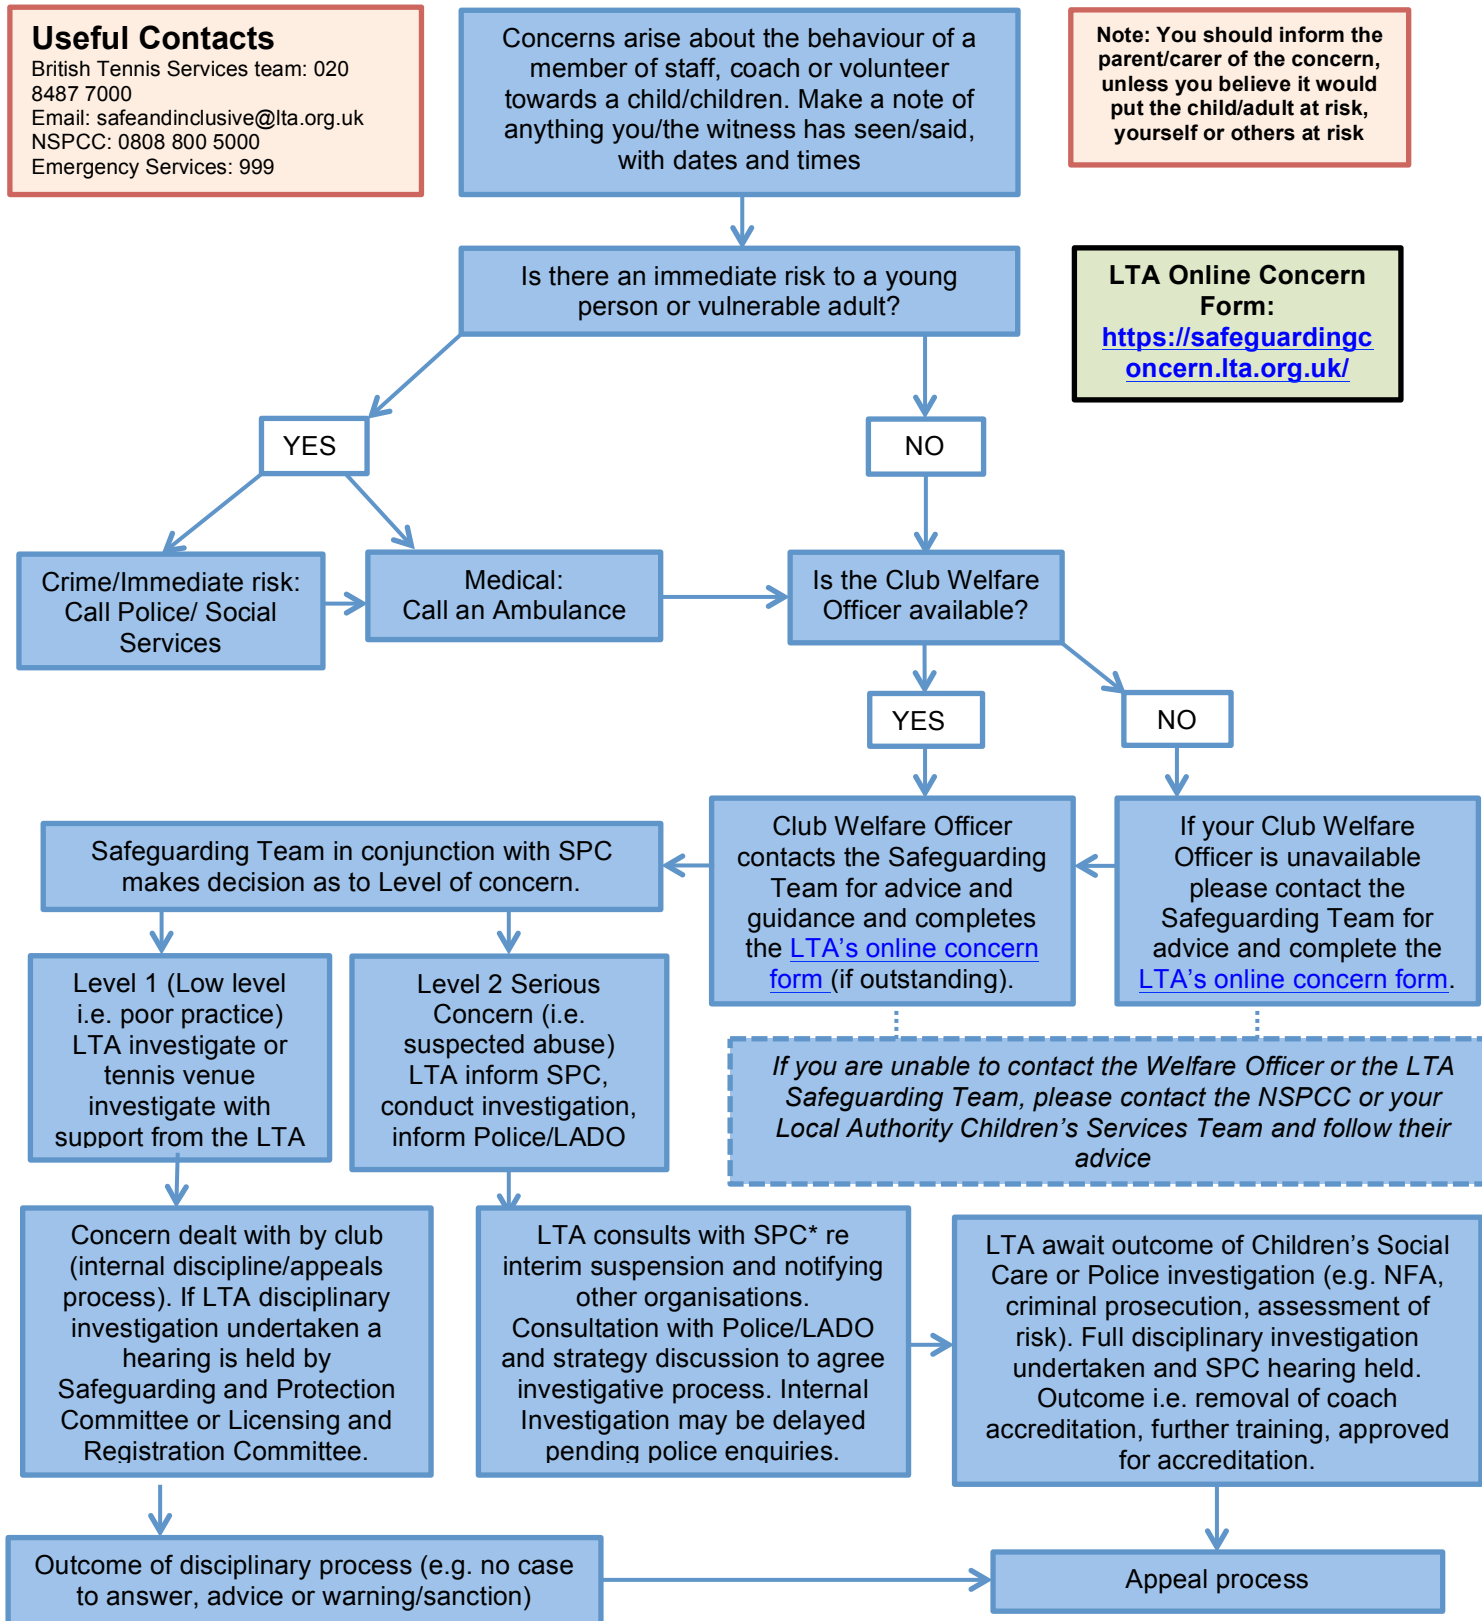 Useful Contacts
British Tennis Services team: 020
8487 7000
Email: safeandinclusive@lta.org.uk
NSPCC: 0808 800 5000
Emergency Services: 999
Concerns arise about the behaviour of a
member of staff, coach or volunteer
towards a child/children. Make a note of
anything you/the witness has seen/said,
with dates and times
Note: You should inform the
parent/carer of the concern,
unless you believe it would
put the child/adult at risk,
yourself or others at risk
Is there an immediate risk to a young
person or vulnerable adult?
LTA Online Concern
Form:
https://safeguardingc
oncern.lta.org.uk/
YES
NO
Crime/Immediate risk:
Call Police/ Social
Services
Medical:
Call an Ambulance
Is the Club Welfare
Officer available?
YES
NO
Safeguarding Team in conjunction with SPC
makes decision as to Level of concern.
Club Welfare Officer
contacts the Safeguarding
Team for advice and
guidance and completes
the LTA's online concern
form (if outstanding).
If your Club Welfare
Officer is unavailable
please contact the
Safeguarding Team for
advice and complete the
LTA's online concern form.
Level 1 (Low level
i.e. poor practice)
LTA investigate or
tennis venue
investigate with
support from the LTA
Level 2 Serious
Concern (i.e.
suspected abuse)
LTA inform SPC,
conduct investigation,
inform Police/LADO
If you are unable to contact the Welfare Officer or the LTA
Safeguarding Team, please contact the NSPCC or your
Local Authority Children's Services Team and follow their
advice
Concern dealt with by club
(internal discipline/appeals
process). If LTA disciplinary
investigation undertaken a
hearing is held by
Safeguarding and Protection
Committee or Licensing and
Registration Committee.
LTA consults with SPC* re
interim suspension and notifying
other organisations.
Consultation with Police/LADO
and strategy discussion to agree
investigative process. Internal
Investigation may be delayed
pending police enquiries.
LTA await outcome of Children's Social
Care or Police investigation (e.g. NFA,
criminal prosecution, assessment of
risk). Full disciplinary investigation
undertaken and SPC hearing held.
Outcome i.e. removal of coach
accreditation, further training, approved
for accreditation.
Outcome of disciplinary process (e.g. no case
to answer, advice or warning/sanction)
Appeal process